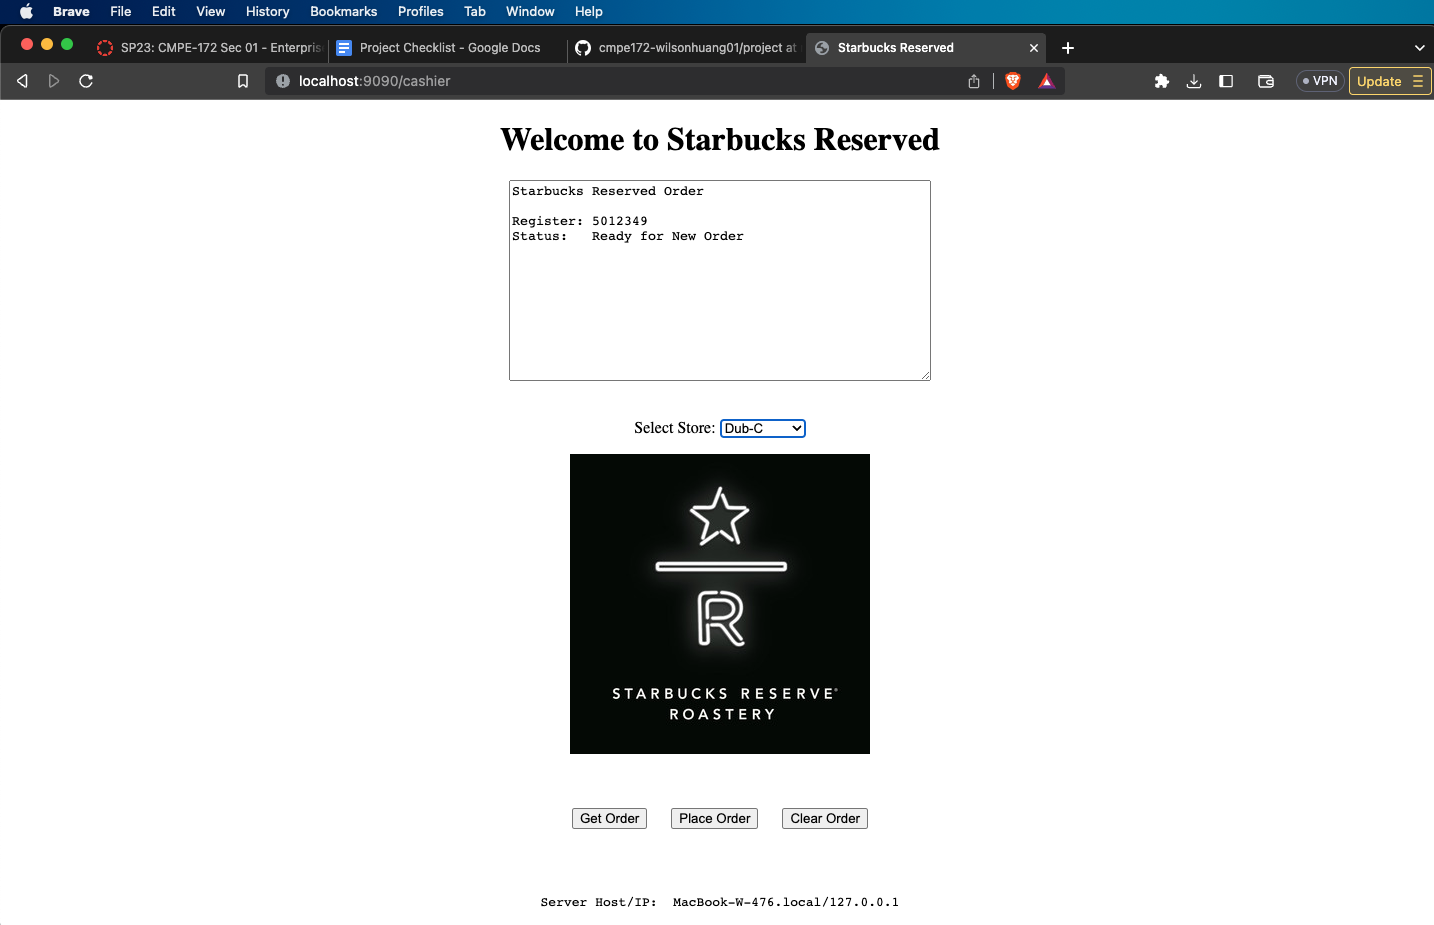 Brave File Edit View History Bookmarks Profiles Tab Window Help
SP23: CMPE-172 Sec 01 - Enterpris
Project Checklist - Google Docs
cmpe172-wilsonhuang01/project at
Starbucks Reserved
localhost:9090/cashier
VPN
Update
Welcome to Starbucks Reserved
Starbucks Reserved Order
Register: 5012349
Status:   Ready for New Order
Select Store: Dub-C
R
STARBUCKS RESERVE®
ROASTERY
Get Order Place Order Clear Order
Server Host/IP:  MacBook-W-476.local/127.0.0.1